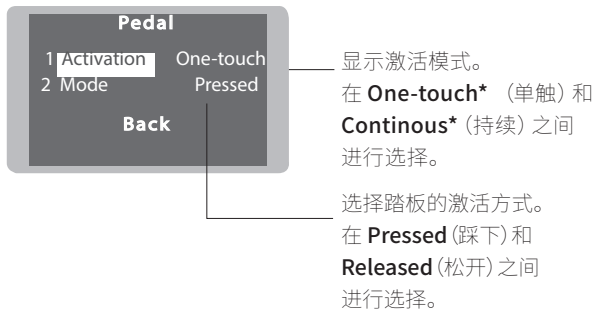 Pedal
1 Activation One-touch
2 Mode Pressed
Back
显示激活模式。
在 One-touch* （单触）和
Continous*（持续）之间
进行选择。
选择踏板的激活方式。
在 Pressed（踩下）和
Released（松开）之间
进行选择。